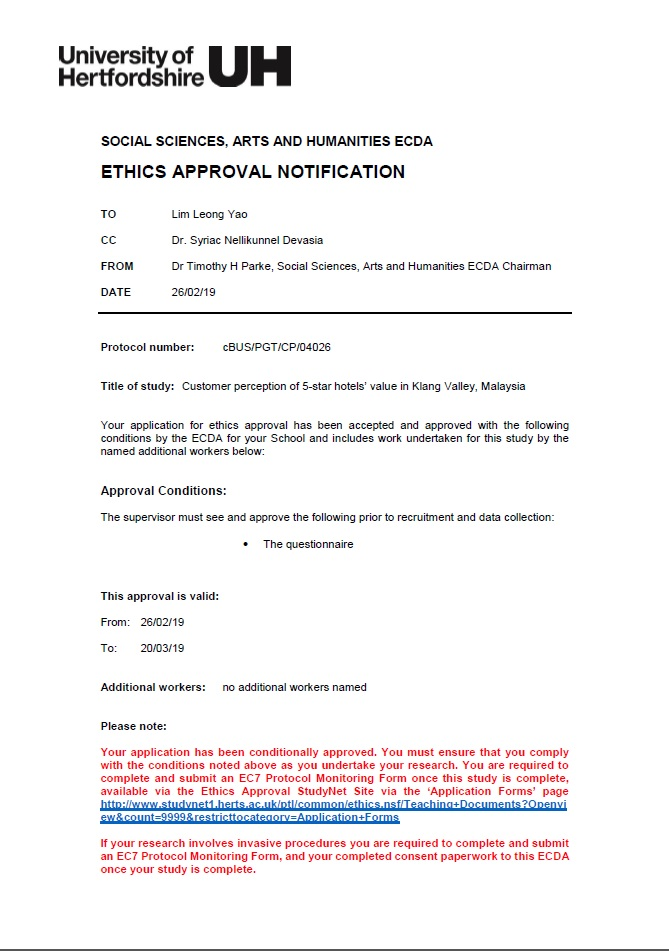 University of
Hertfordshire UH
SOCIAL SCIENCES, ARTS AND HUMANITIES ECDA
ETHICS APPROVAL NOTIFICATION
TO Lim Leong Yao
CC Dr. Syriac Nellikunnel Devasia
FROM Dr Timothy H Parke, Social Sciences, Arts and Humanities ECDA Chairman
DATE 26/02/19
Protocol number: cBUS/PGT/CP/04026
Title of study: Customer perception of 5-star hotels' value in Klang Valley, Malaysia
Your application for ethics approval has been accepted and approved with the following
conditions by the ECDA for your School and includes work undertaken for this study by the
named additional workers below:
Approval Conditions:
The supervisor must see and approve the following prior to recruitment and data collection:
• The questionnaire
This approval is valid:
From: 26/02/19
To: 20/03/19
Additional workers: no additional workers named
Please note:
Your application has been conditionally approved. You must ensure that you comply
with the conditions noted above as you undertake your research. You are required to
complete and submit an EC7 Protocol Monitoring Form once this study is complete,
available via the Ethics Approval StudyNet Site via the 'Application Forms' page
http://www.studynet1.herts.ac.uk/ptl/common/ethics.nsf/Teaching+Documents?Openvi
ew&count=9999&restricttocategory=Application+Forms
If your research involves invasive procedures you are required to complete and submit
an EC7 Protocol Monitoring Form, and your completed consent paperwork to this ECDA
once your study is complete.